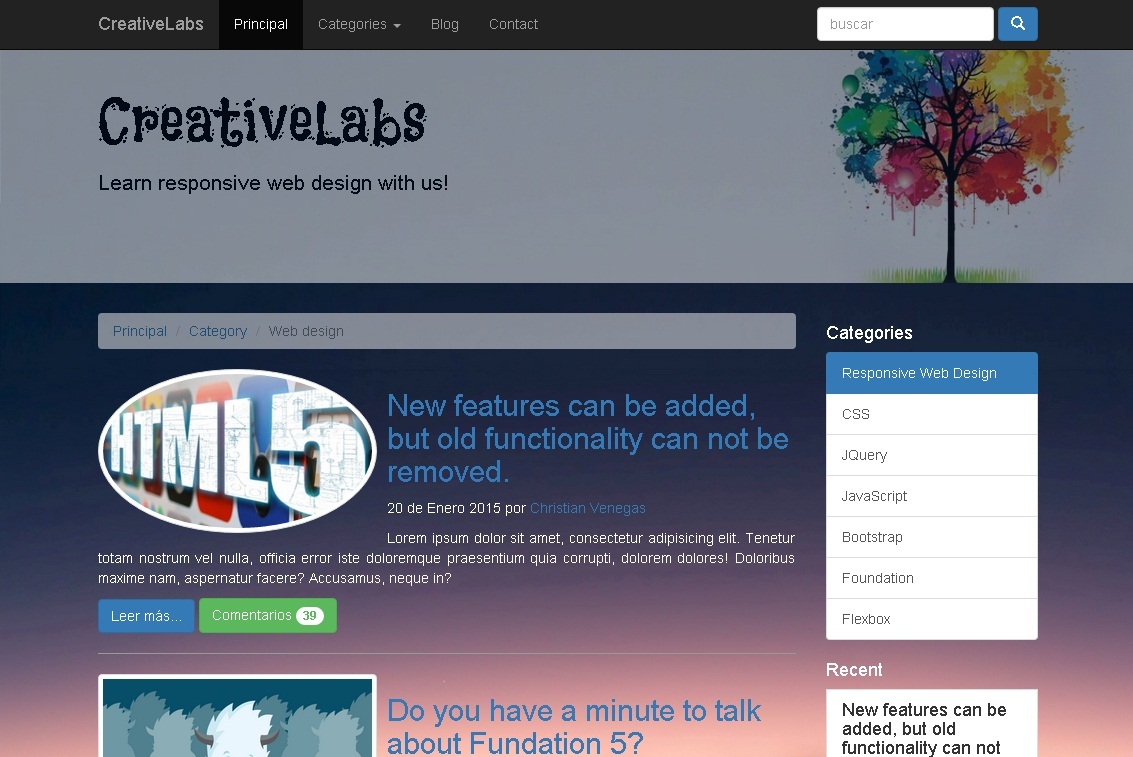 CreativeLabs Principal Categories Blog Contact buscar
CreativeLabs
Learn responsive web design with us!
Principal / Category / Web design
HTML5
New features can be added,
but old functionality can not be
removed.
20 de Enero 2015 por Christian Venegas
Lorem ipsum dolor sit amet, consectetur adipisicing elit. Tenetur
totam nostrum vel nulla, officia error iste doloremque praesentium quia corrupti, dolorem dolores! Doloribus
maxime nam, aspernatur facere? Accusamus, neque in?
Leer más... Comentarios 39
Do you have a minute to talk
about Fundation 5?
Categories
Responsive Web Design
CSS
JQuery
JavaScript
Bootstrap
Foundation
Flexbox
Recent
New features can be
added, but old
functionality can not